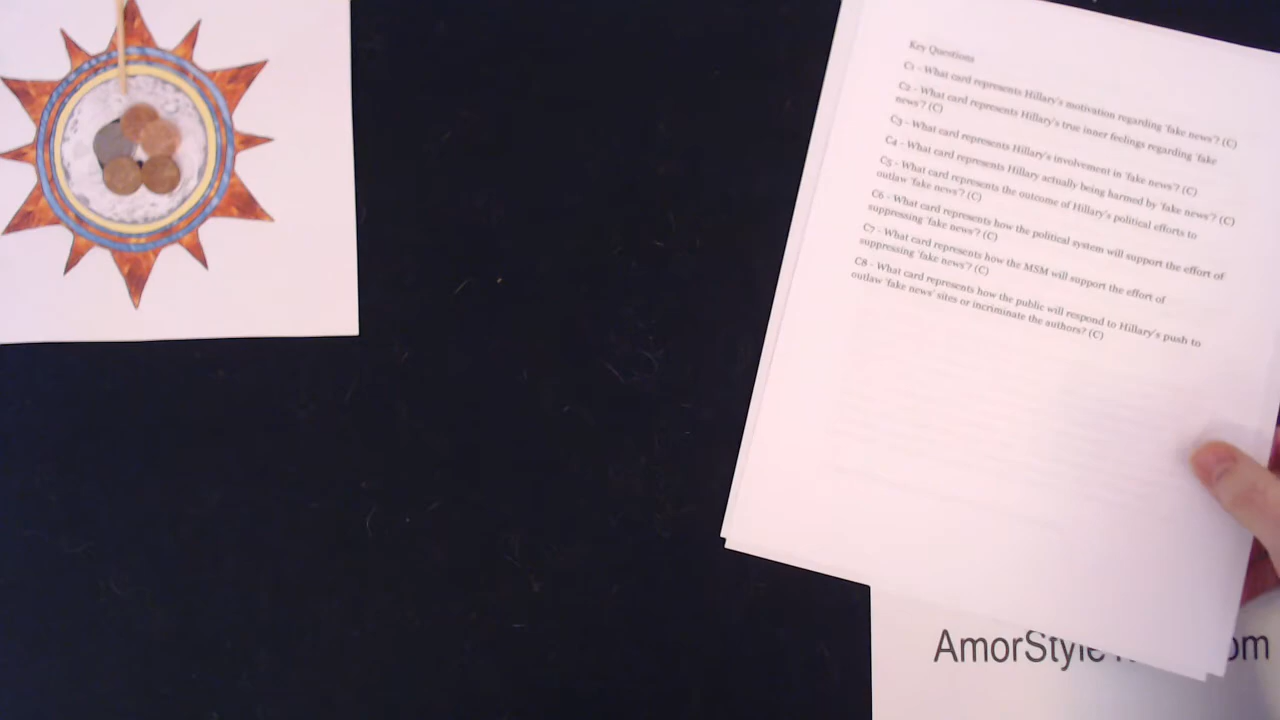 Key Questions
C1 - What card represents Hillary's motivation regarding 'fake news'? (C)
C2 - What card represents Hillary's true inner feelings regarding 'fake
news'? (C)
C3 - What card represents Hillary's involvement in 'fake news'? (C)
C4 - What card represents Hillary actually being harmed by 'fake news'? (C)
C5 - What card represents the outcome of Hillary's political efforts to
outlaw 'fake news'? (C)
C6 - What card represents how the political system will support the effort of
suppressing 'fake news'? (C)
C7 - What card represents how the MSM will support the effort of
suppressing 'fake news'? (C)
C8 - What card represents how the public will respond to Hillary's push to
outlaw 'fake news' sites or incriminate the authors? (C)
AmorStyle